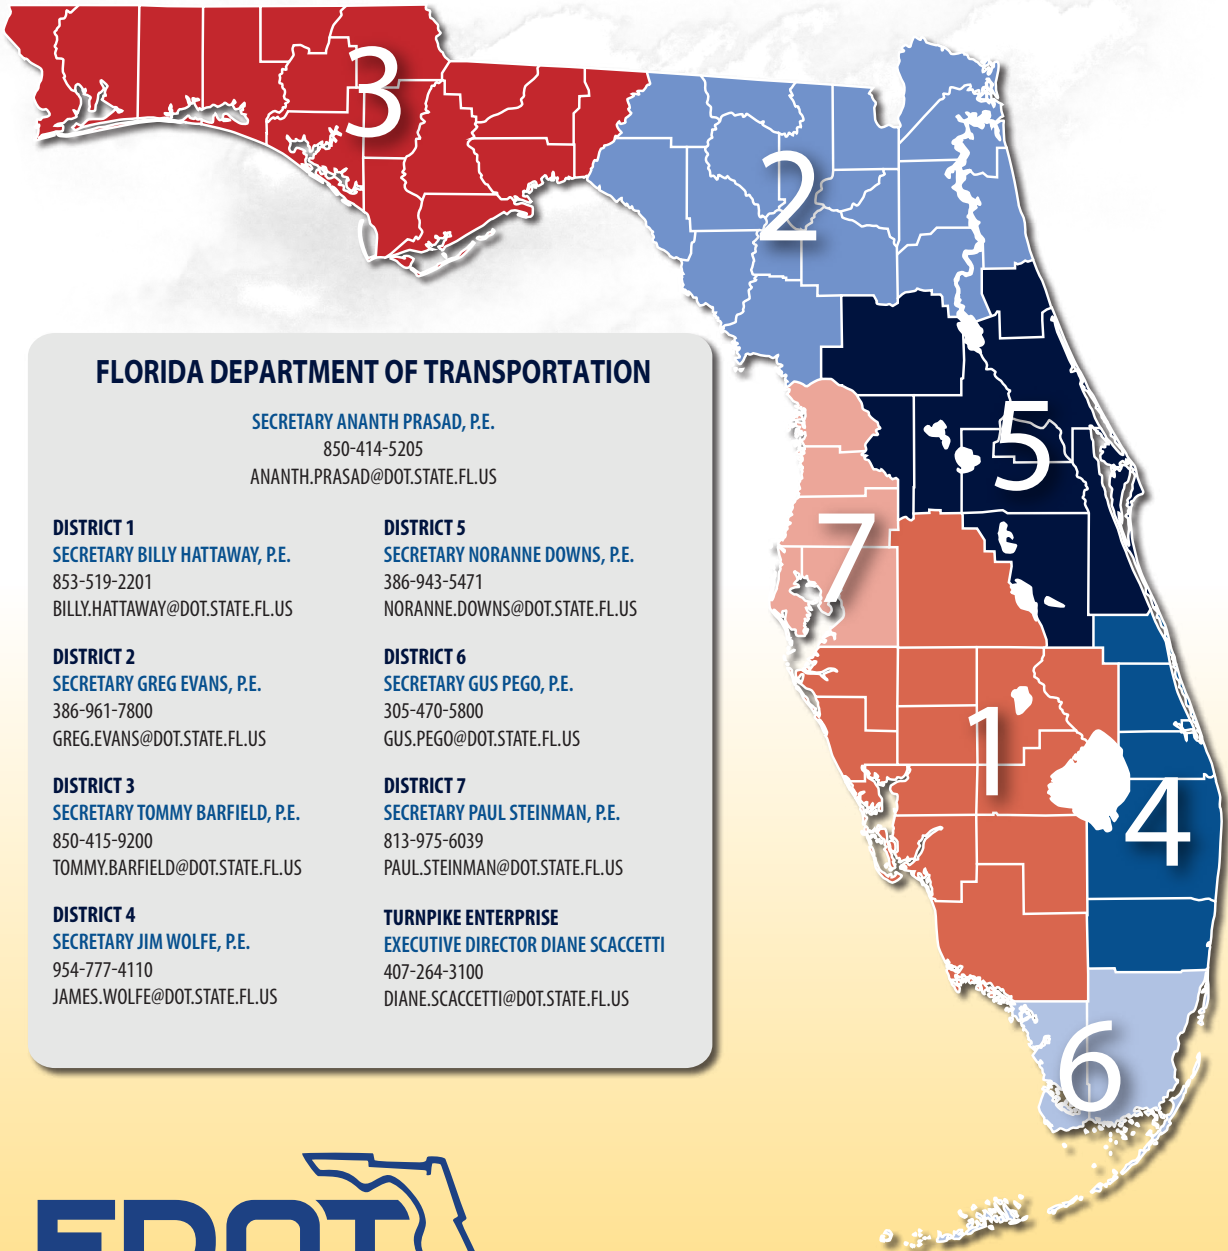 3
2
5
7
1
4
6
FLORIDA DEPARTMENT OF TRANSPORTATION
SECRETARY ANANTH PRASAD, P.E.
850-414-5205
ANANTH.PRASAD@DOT.STATE.FL.US
DISTRICT 1
SECRETARY BILLY HATTAWAY, P.E.
853-519-2201
BILLY.HATTAWAY@DOT.STATE.FL.US
DISTRICT 2
SECRETARY GREG EVANS, P.E.
386-961-7800
GREG.EVANS@DOT.STATE.FL.US
DISTRICT 3
SECRETARY TOMMY BARFIELD, P.E.
850-415-9200
TOMMY.BARFIELD@DOT.STATE.FL.US
DISTRICT 4
SECRETARY JIM WOLFE, P.E.
954-777-4110
JAMES.WOLFE@DOT.STATE.FL.US
DISTRICT 5
SECRETARY NORANNE DOWNS, P.E.
386-943-5471
NORANNE.DOWNS@DOT.STATE.FL.US
DISTRICT 6
SECRETARY GUS PEGO, P.E.
305-470-5800
GUS.PEGO@DOT.STATE.FL.US
DISTRICT 7
SECRETARY PAUL STEINMAN, P.E.
813-975-6039
PAUL.STEINMAN@DOT.STATE.FL.US
TURNPIKE ENTERPRISE
EXECUTIVE DIRECTOR DIANE SCACCETTI
407-264-3100
DIANE.SCACCETTI@DOT.STATE.FL.US
FDOT